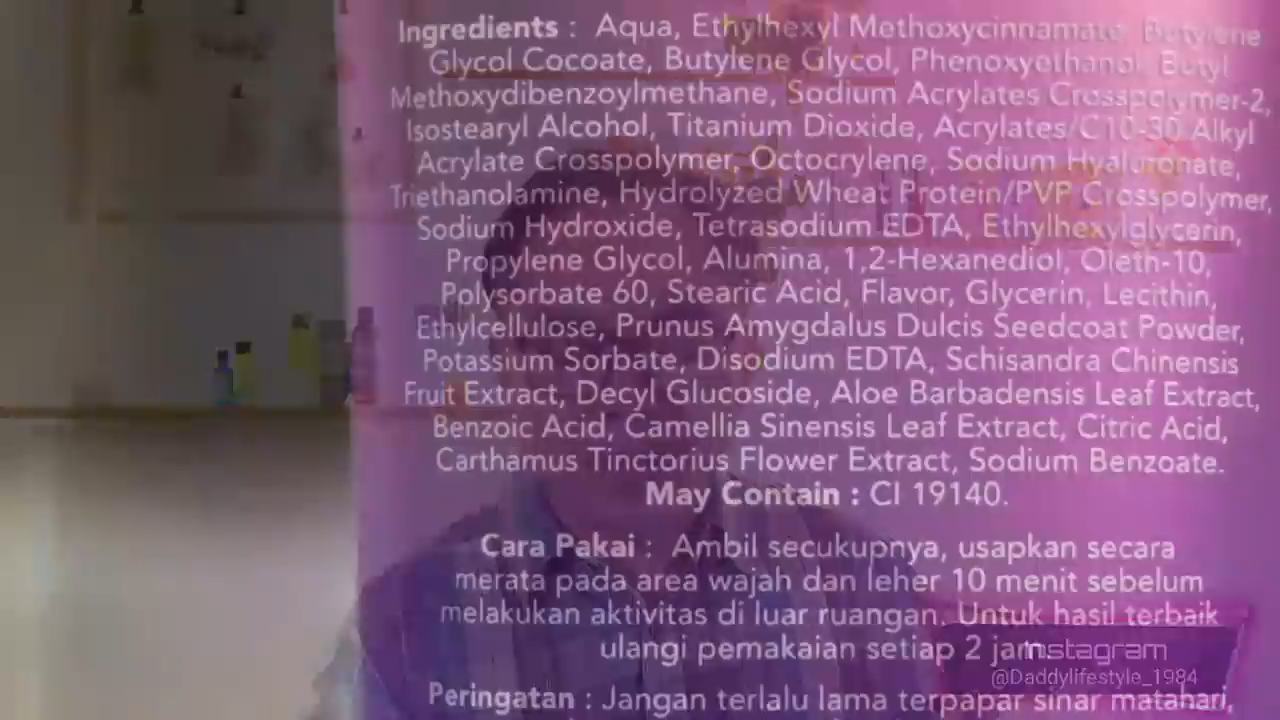 Ingredients : Aqua, Ethylhexyl Methoxycinnamate, Butylene
Glycol Cocoate, Butylene Glycol, Phenoxyethanol, Butyl
Methoxydibenzoylmethane, Sodium Acrylates Crosspolymer-2,
Isostearyl Alcohol, Titanium Dioxide, Acrylates/C10-30 Alkyl
Acrylate Crosspolymer, Octocrylene, Sodium Hyaluronate,
Triethanolamine, Hydrolyzed Wheat Protein/PVP Crosspolymer,
Sodium Hydroxide, Tetrasodium EDTA, Ethylhexylglycerin,
Propylene Glycol, Alumina, 1,2-Hexanediol, Oleth-10,
Polysorbate 60, Stearic Acid, Flavor, Glycerin, Lecithin,
Ethylcellulose, Prunus Amygdalus Dulcis Seedcoat Powder,
Potassium Sorbate, Disodium EDTA, Schisandra Chinensis
Fruit Extract, Decyl Glucoside, Aloe Barbadensis Leaf Extract,
Benzoic Acid, Camellia Sinensis Leaf Extract, Citric Acid,
Carthamus Tinctorius Flower Extract, Sodium Benzoate.
May Contain : CI 19140.
Cara Pakai : Ambil secukupnya, usapkan secara
merata pada area wajah dan leher 10 menit sebelum
melakukan aktivitas di luar ruangan. Untuk hasil terbaik
ulangi pemakaian setiap 2 jam.
Instagram
@Daddylifestyle_1984
Peringatan : Jangan terlalu lama terpapar sinar matahari,